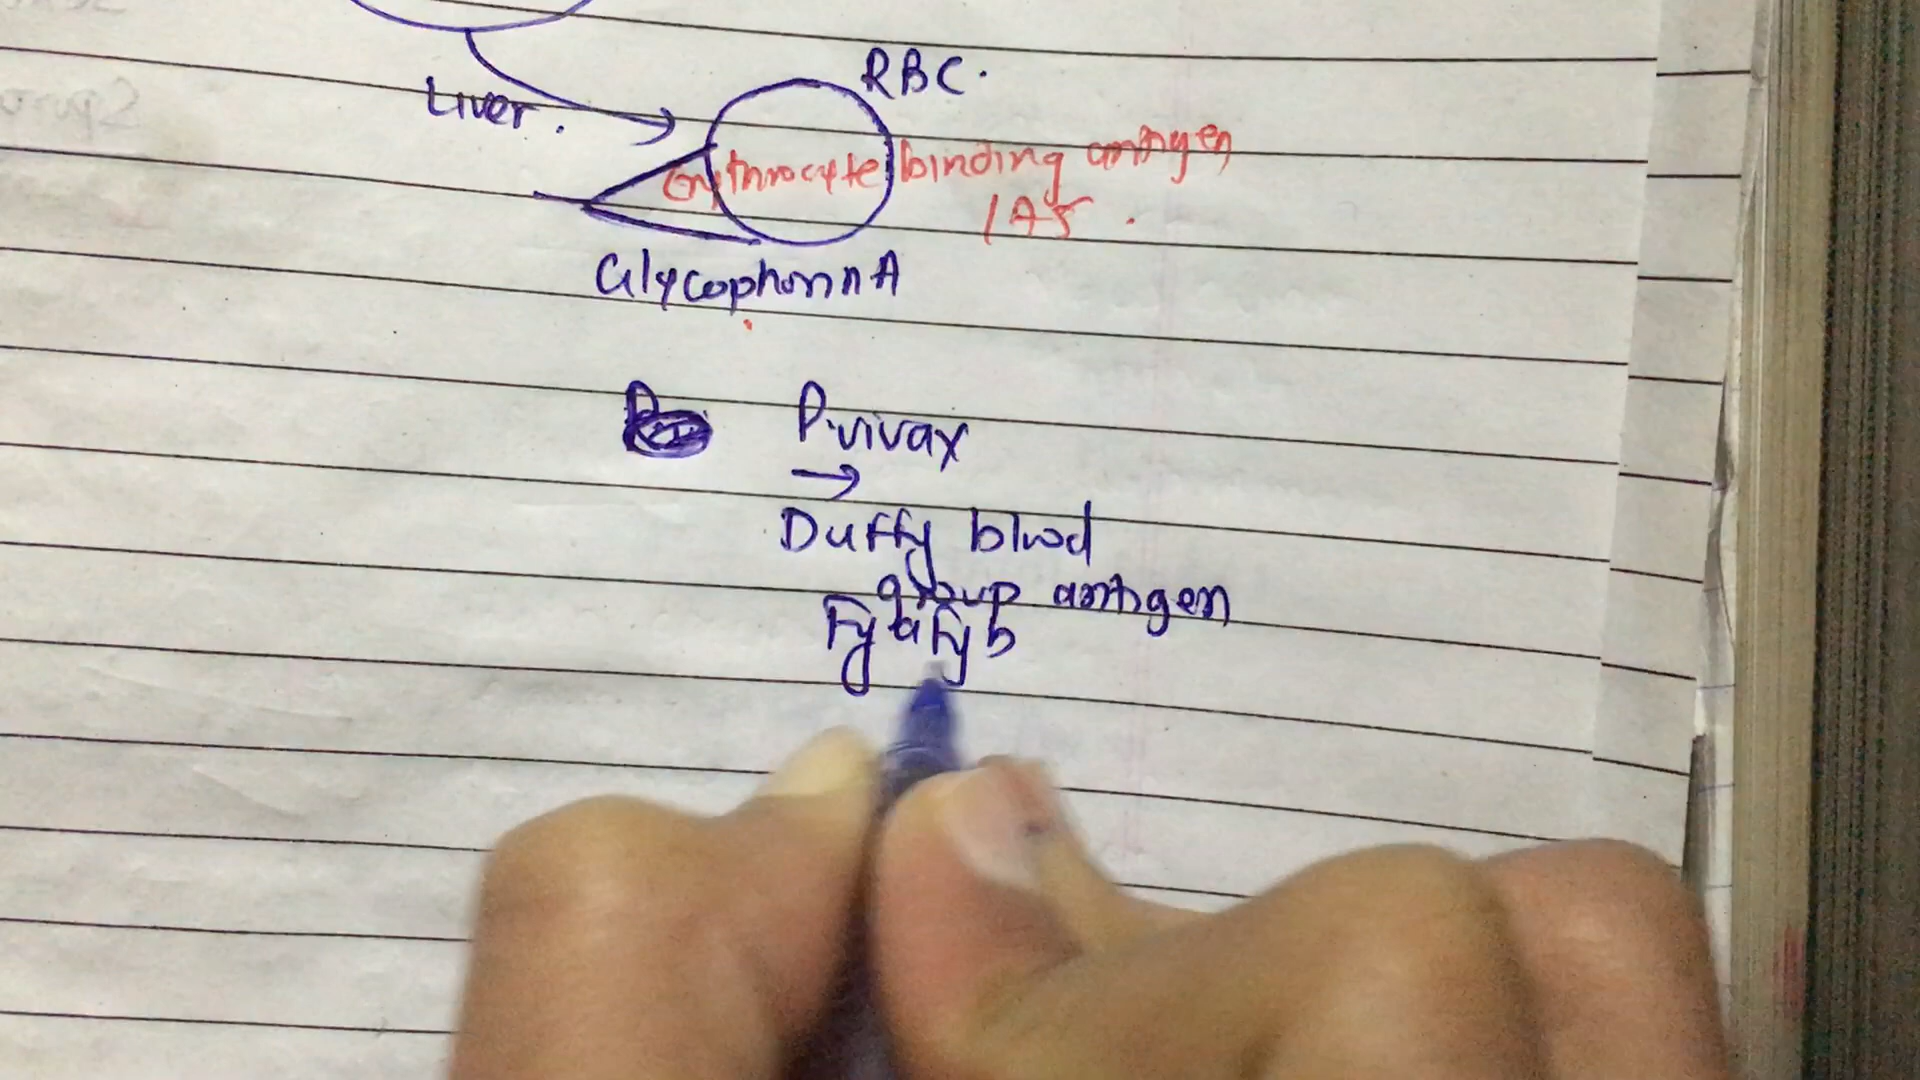 RBC.
Liver.
Erythrocyte binding antigen
175.
Glycophorin A
P.vivax
→
Duffy blood
group antigen
Fy a Fy b